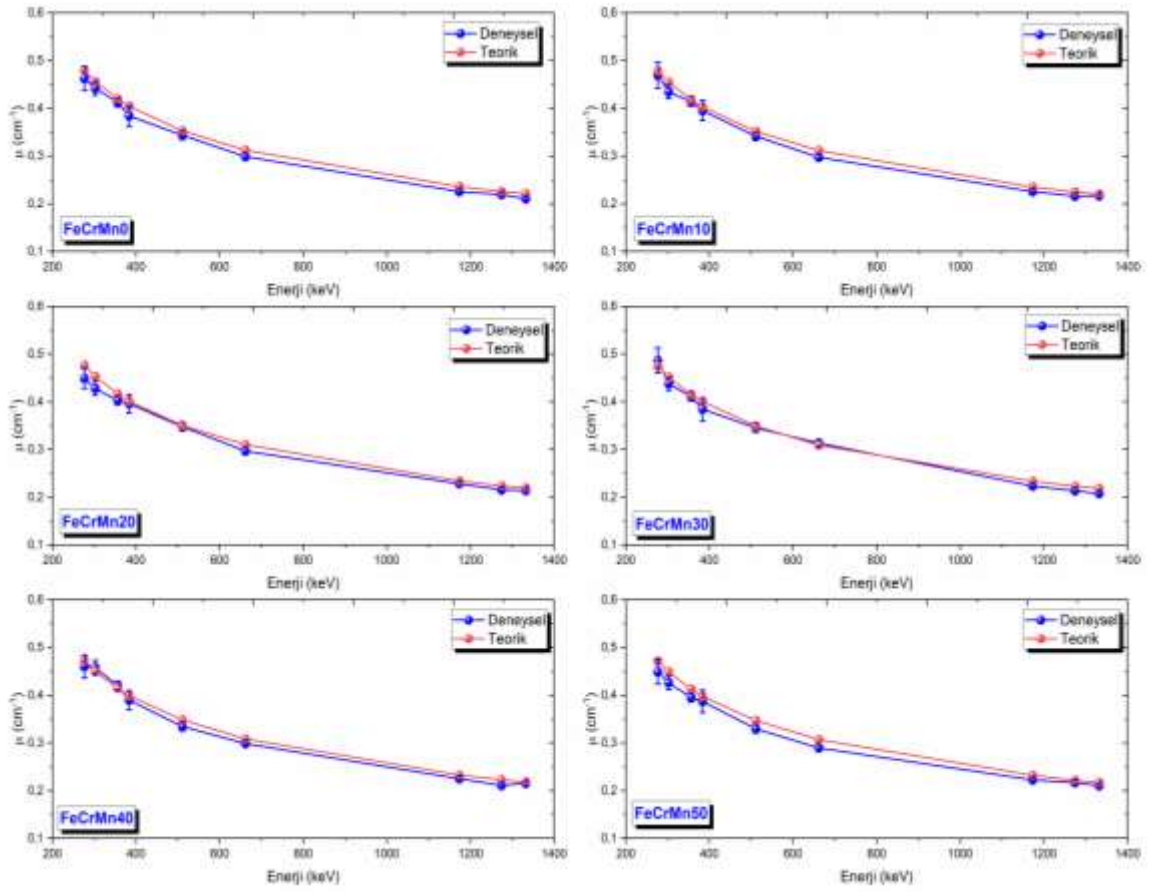 0,6
0,5
0,4
0,3
0,2
0,1
μ (cm⁻¹)
Deneysel
Teorik
FeCrMn0
200 400 600 800 1000 1200 1400
Enerji (keV)
0,6
0,5
0,4
0,3
0,2
0,1
μ (cm⁻¹)
Deneysel
Teorik
FeCrMn10
200 400 600 800 1000 1200 1400
Enerji (keV)
0,6
0,5
0,4
0,3
0,2
0,1
μ (cm⁻¹)
Deneysel
Teorik
FeCrMn20
200 400 600 800 1000 1200 1400
Enerji (keV)
0,6
0,5
0,4
0,3
0,2
0,1
μ (cm⁻¹)
Deneysel
Teorik
FeCrMn30
200 400 600 800 1000 1200 1400
Enerji (keV)
0,6
0,5
0,4
0,3
0,2
0,1
μ (cm⁻¹)
Deneysel
Teorik
FeCrMn40
200 400 600 800 1000 1200 1400
Enerji (keV)
0,6
0,5
0,4
0,3
0,2
0,1
μ (cm⁻¹)
Deneysel
Teorik
FeCrMn50
200 400 600 800 1000 1200 1400
Enerji (keV)